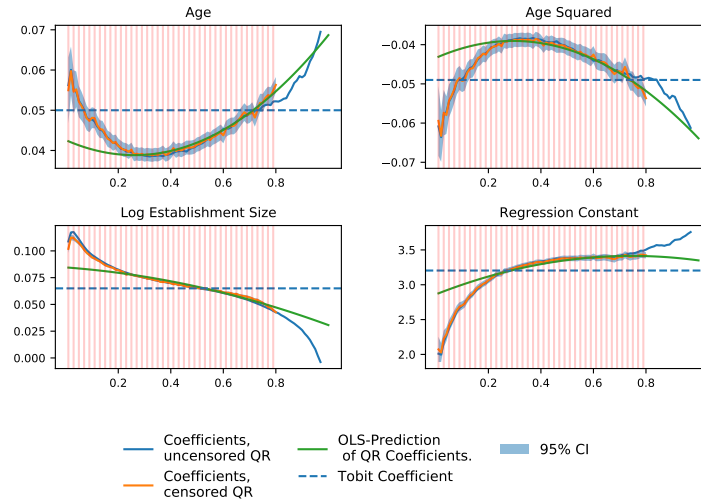 Age
0.07
0.06
0.05
0.04
0.2
0.4
0.6
0.8
Age Squared
−0.04
−0.05
−0.06
−0.07
0.2
0.4
0.6
0.8
Log Establishment Size
0.100
0.075
0.050
0.025
0.000
0.2
0.4
0.6
0.8
Regression Constant
3.5
3.0
2.5
2.0
0.2
0.4
0.6
0.8
Coefficients,
uncensored QR
Coefficients,
censored QR
OLS-Prediction
of QR Coefficients.
Tobit Coefficient
95% CI